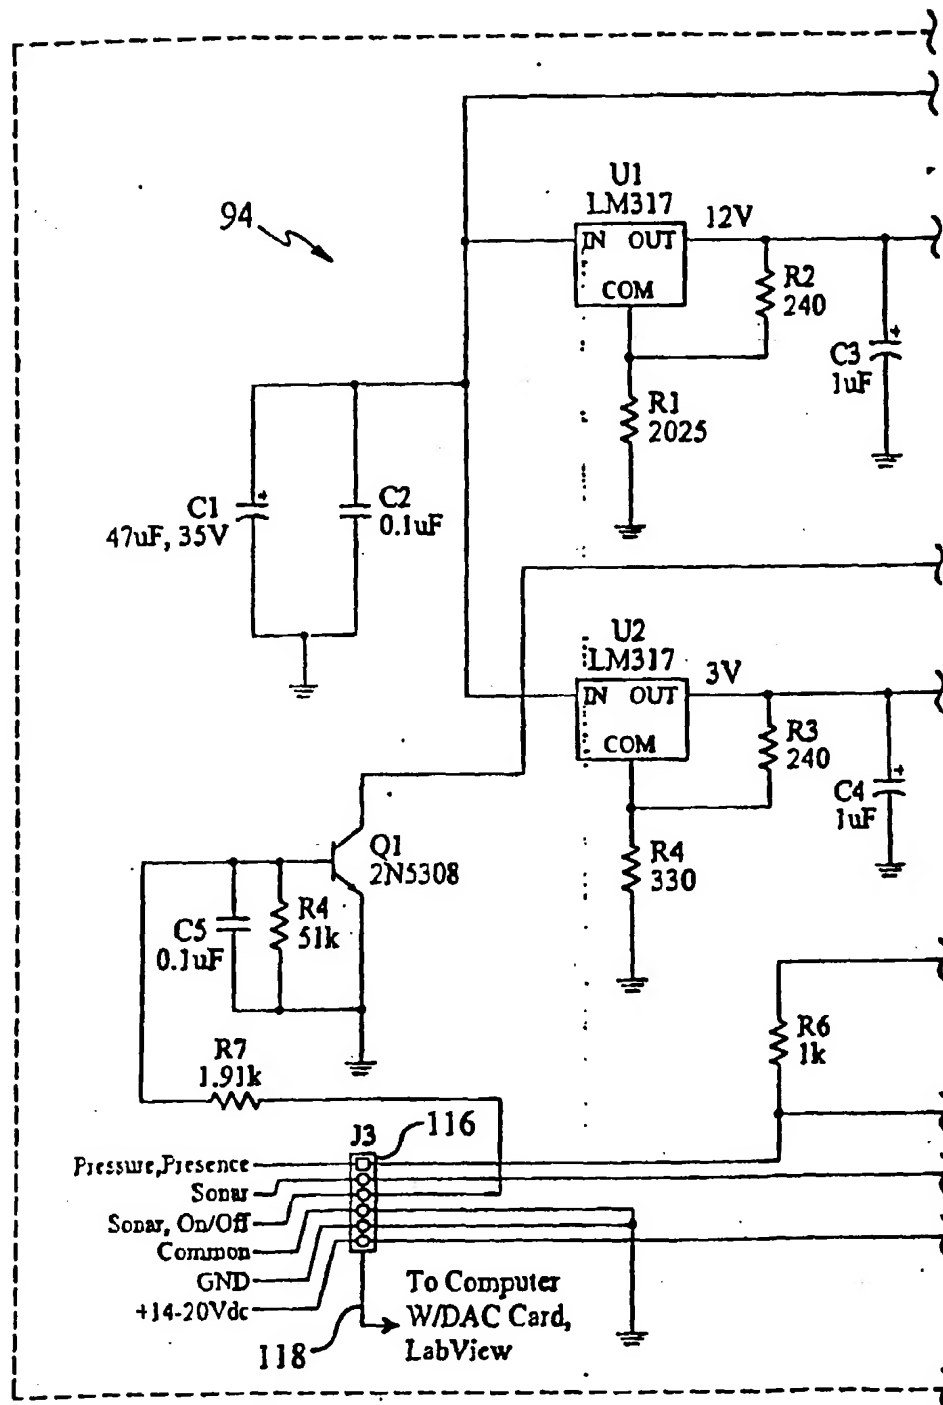 94
U1
LM317
12V
IN OUT
COM
R2
240
C3
1uF
R1
2025
C1
47uF, 35V
C2
0.1uF
U2
LM317
3V
IN OUT
COM
R3
240
C4
1uF
Q1
2N5308
R4
330
C5
0.1uF
R4
51k
R6
1k
R7
1.91k
J3
116
Pressure,Presence
Sonar
Sonar, On/Off
Common
GND
+14-20Vdc
To Computer
W/DAC Card,
LabView
118